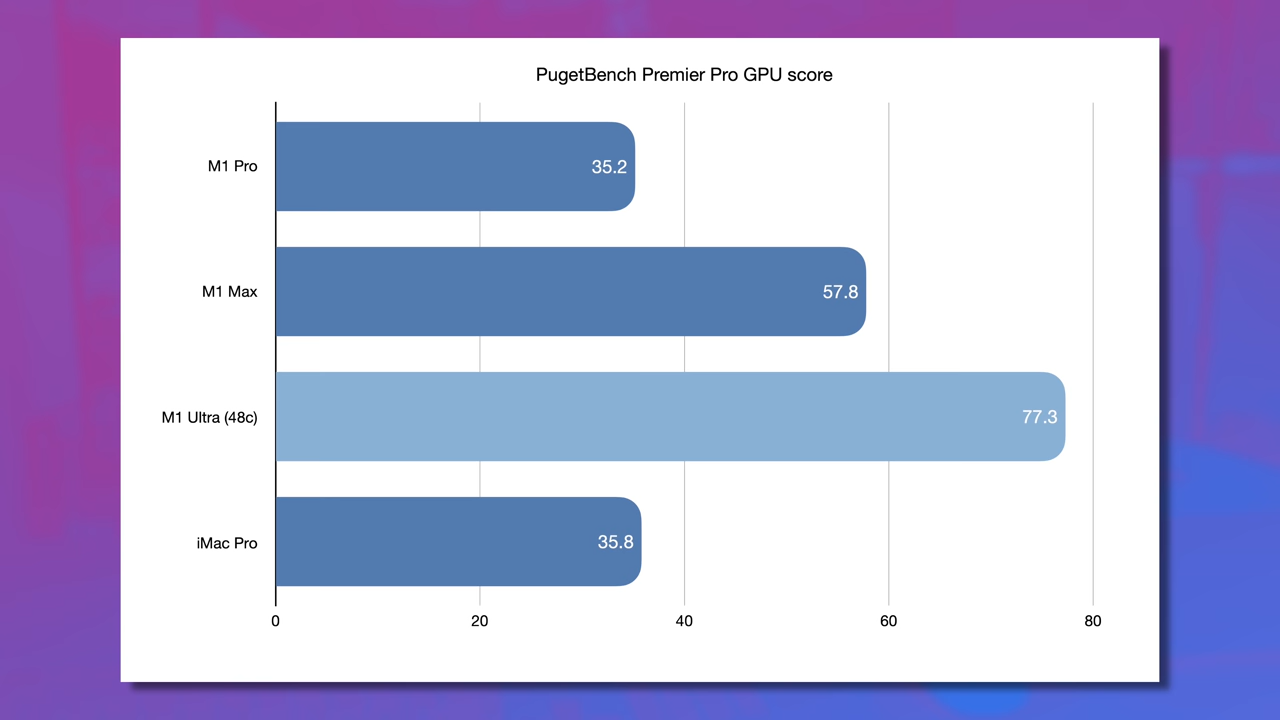 PugetBench Premier Pro GPU score
M1 Pro 35.2
M1 Max 57.8
M1 Ultra (48c) 77.3
iMac Pro 35.8
0 20 40 60 80